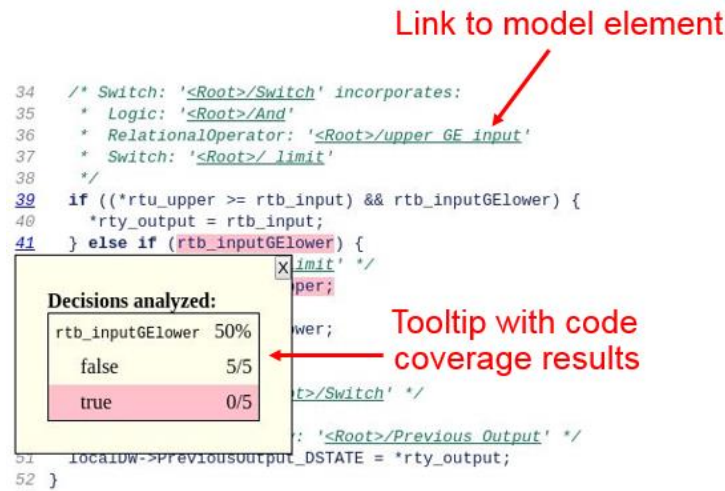 Link to model element
34 /* Switch: '<Root>/Switch' incorporates:
35 * Logic: '<Root>/And'
36 * RelationalOperator: '<Root>/upper GE input'
37 * Switch: '<Root>/ limit'
38 */
39 if ((*rtu_upper >= rtb_input) && rtb_inputGElower) {
40 *rty_output = rtb_input;
41 } else if (rtb_inputGElower) {
imit' */
X
per;
Decisions analyzed:
rtb_inputGElower 50%
wer;
false 5/5
true 0/5
Tooltip with code
coverage results
t>/Switch' */
: '<Root>/Previous Output' */
51 localDW->PreviousOutput_DSTATE = *rty_output;
52 }